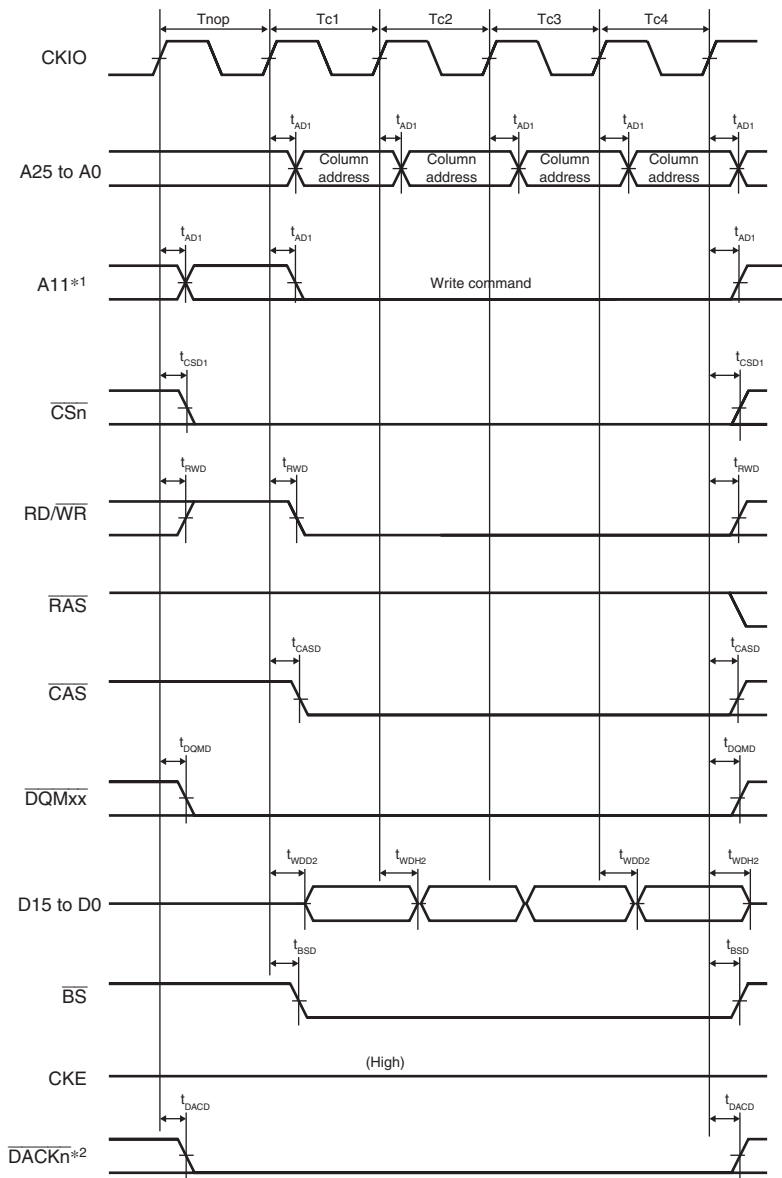 Tnop Tc1 Tc2 Tc3 Tc4
CKIO
tAD1 tAD1 tAD1 tAD1 tAD1
A25 to A0
Column address Column address Column address Column address
tAD1 tAD1 tAD1
A11*1
Write command
tCSD1 tCSD1
CSn
tRWD tRWD tRWD
RD/WR
RAS
tCASD tCASD
CAS
tDQMD tDQMD
DQMxx
tWDD2 tWDH2 tWDD2 tWDH2
D15 to D0
tBSD tBSD
BS
(High)
CKE
tDACD tDACD
DACKn*2